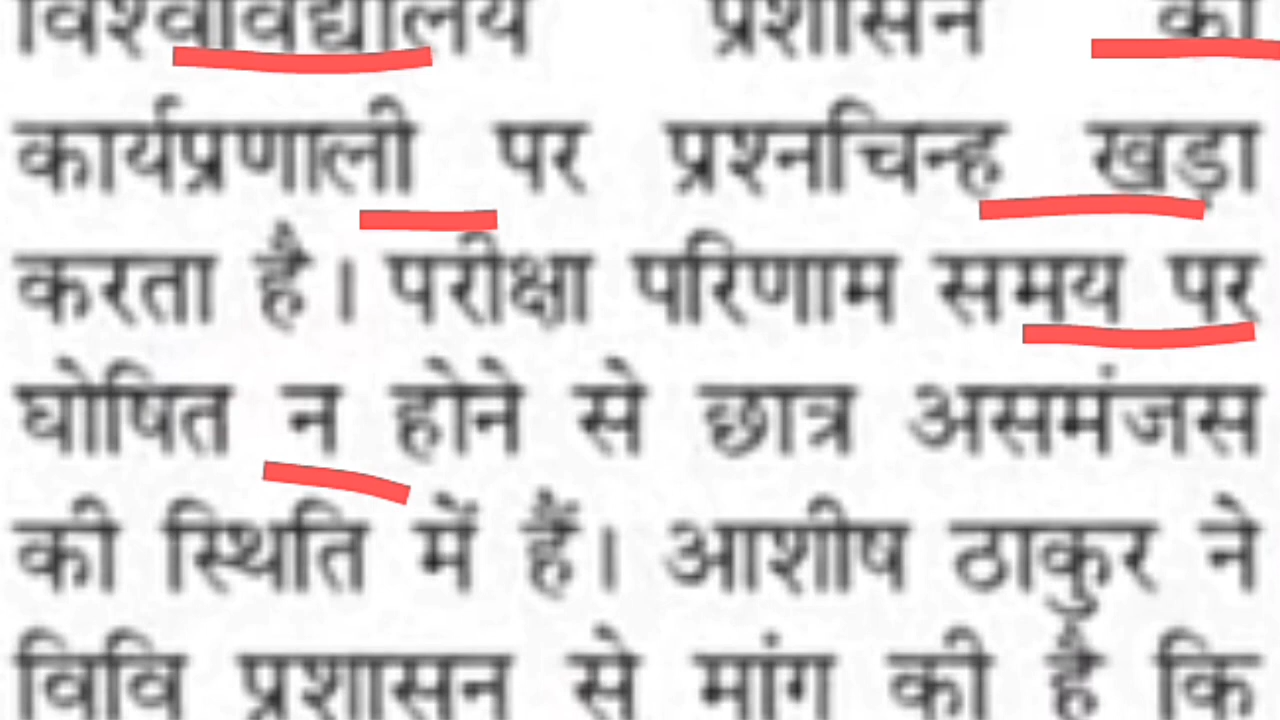 विश्वविद्यालय प्रशासन की
कार्यप्रणाली पर प्रश्नचिन्ह खड़ा
करता है। परीक्षा परिणाम समय पर
घोषित न होने से छात्र असमंजस
की स्थिति में हैं। आशीष ठाकुर ने
विवि प्रशासन से मांग की है कि